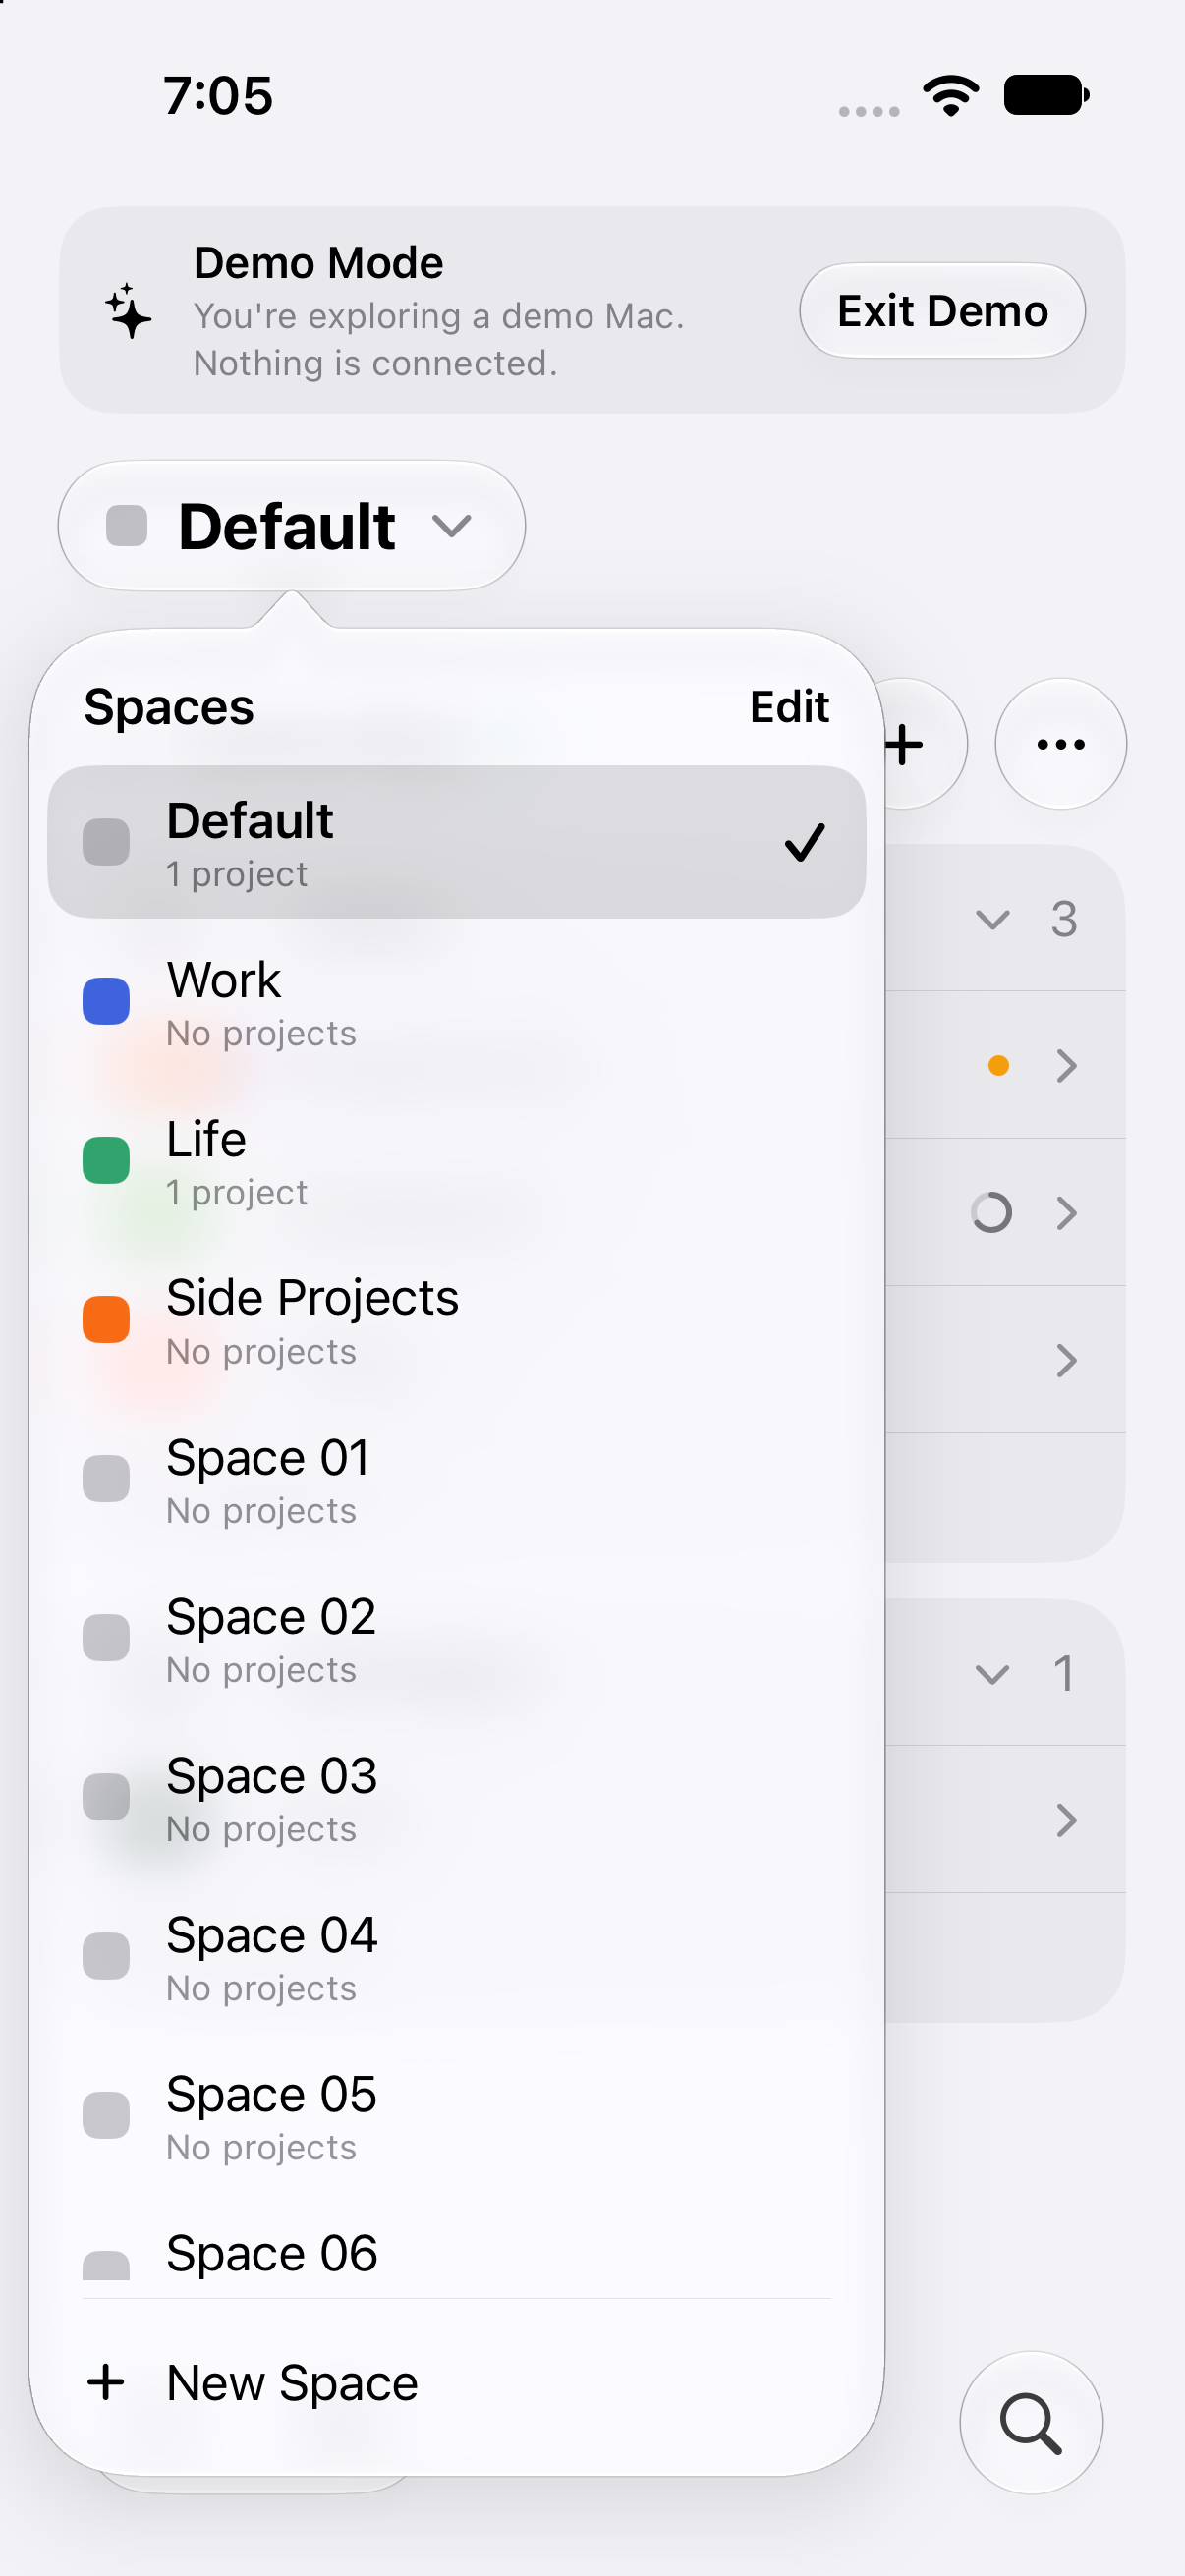 7:05
Demo Mode
You're exploring a demo Mac.
Nothing is connected.
Exit Demo
Default
Spaces
Edit
Default
1 project
3
Work
No projects
Life
1 project
Side Projects
No projects
Space 01
No projects
Space 02
No projects
1
Space 03
No projects
Space 04
No projects
Space 05
No projects
Space 06
New Space